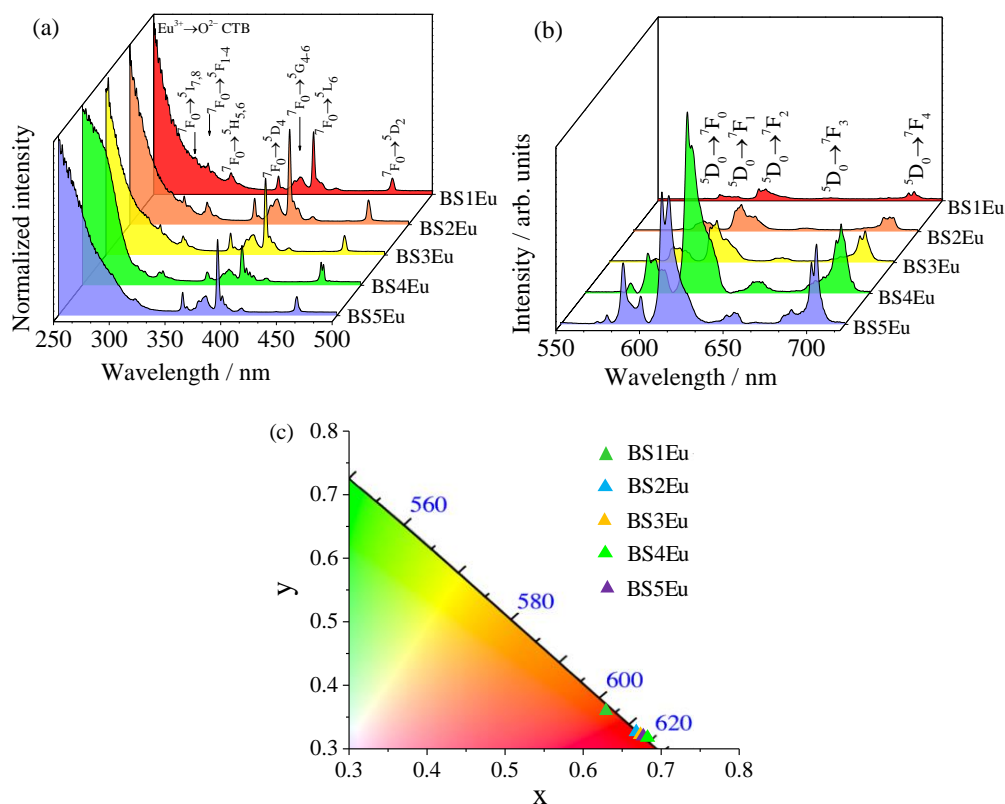 (a)
Eu³⁺→O²⁻ CTB
⁷F₀→⁵I₇,₈
⁷F₀→⁵F₁₋₄
⁷F₀→⁵H₅,₆
⁷F₀→⁵D₄
⁷F₀→⁵G₄₋₆
⁷F₀→⁵L₆
⁷F₀→⁵D₂
Normalized intensity
BS1Eu
BS2Eu
BS3Eu
BS4Eu
BS5Eu
250 300 350 400 450 500
Wavelength / nm
(b)
⁵D₀→⁷F₀
⁵D₀→⁷F₁
⁵D₀→⁷F₂
⁵D₀→⁷F₃
⁵D₀→⁷F₄
Intensity / arb. units
BS1Eu
BS2Eu
BS3Eu
BS4Eu
BS5Eu
550 600 650 700
Wavelength / nm
(c)
0.8
0.7
0.6
0.5
0.4
0.3
y
560
580
600
620
BS1Eu
BS2Eu
BS3Eu
BS4Eu
BS5Eu
0.3 0.4 0.5 0.6 0.7 0.8
x